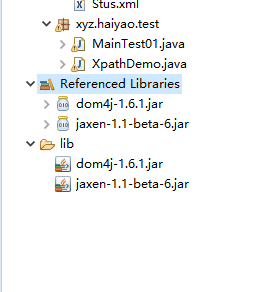 Stus.xml
xyz.haiyao.test
MainTest01.java
XpathDemo.java
Referenced Libraries
dom4j-1.6.1.jar
jaxen-1.1-beta-6.jar
lib
dom4j-1.6.1.jar
jaxen-1.1-beta-6.jar